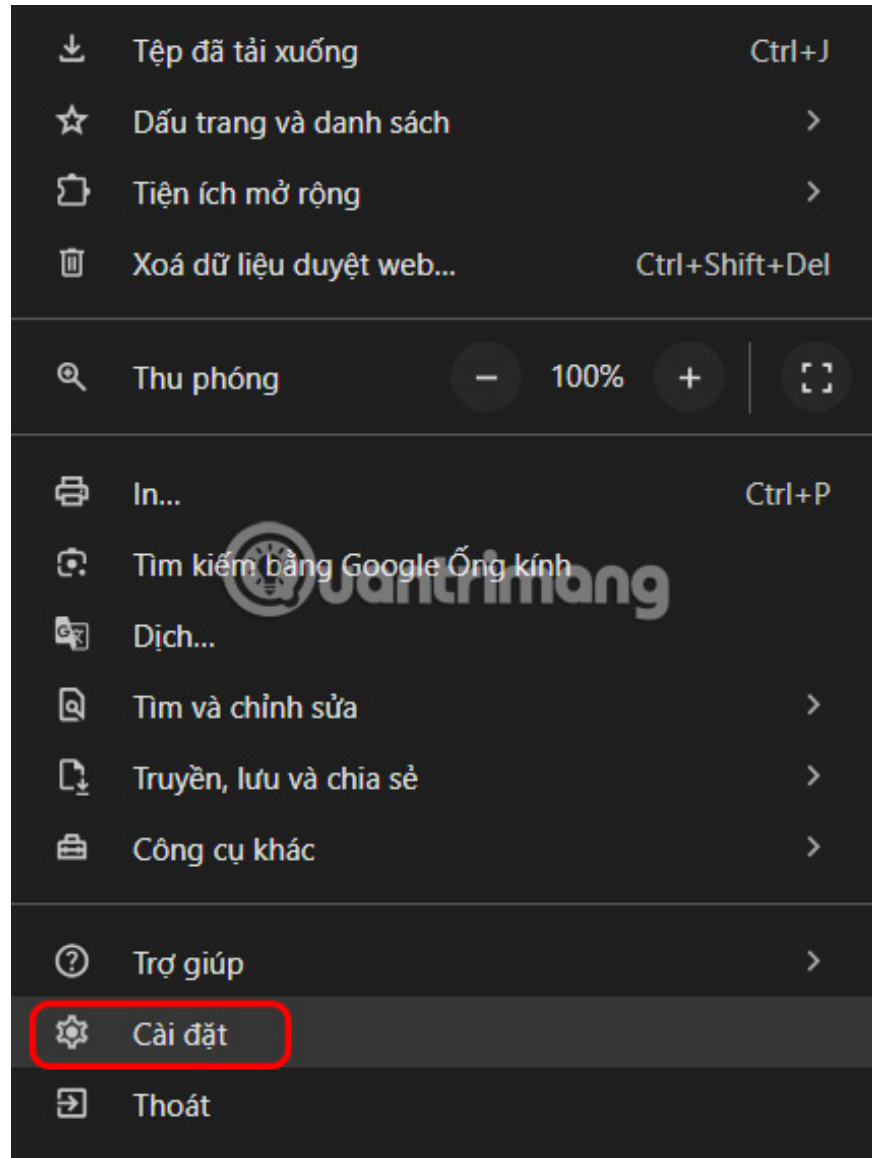 Tệp đã tải xuống Ctrl+J
Dấu trang và danh sách
Tiện ích mở rộng
Xoá dữ liệu duyệt web... Ctrl+Shift+Del
Thu phóng − 100% +
In... Ctrl+P
Tìm kiếm bằng Google Ống kính
Quantrimang
Dịch...
Tìm và chỉnh sửa
Truyền, lưu và chia sẻ
Công cụ khác
Trợ giúp
Cài đặt
Thoát